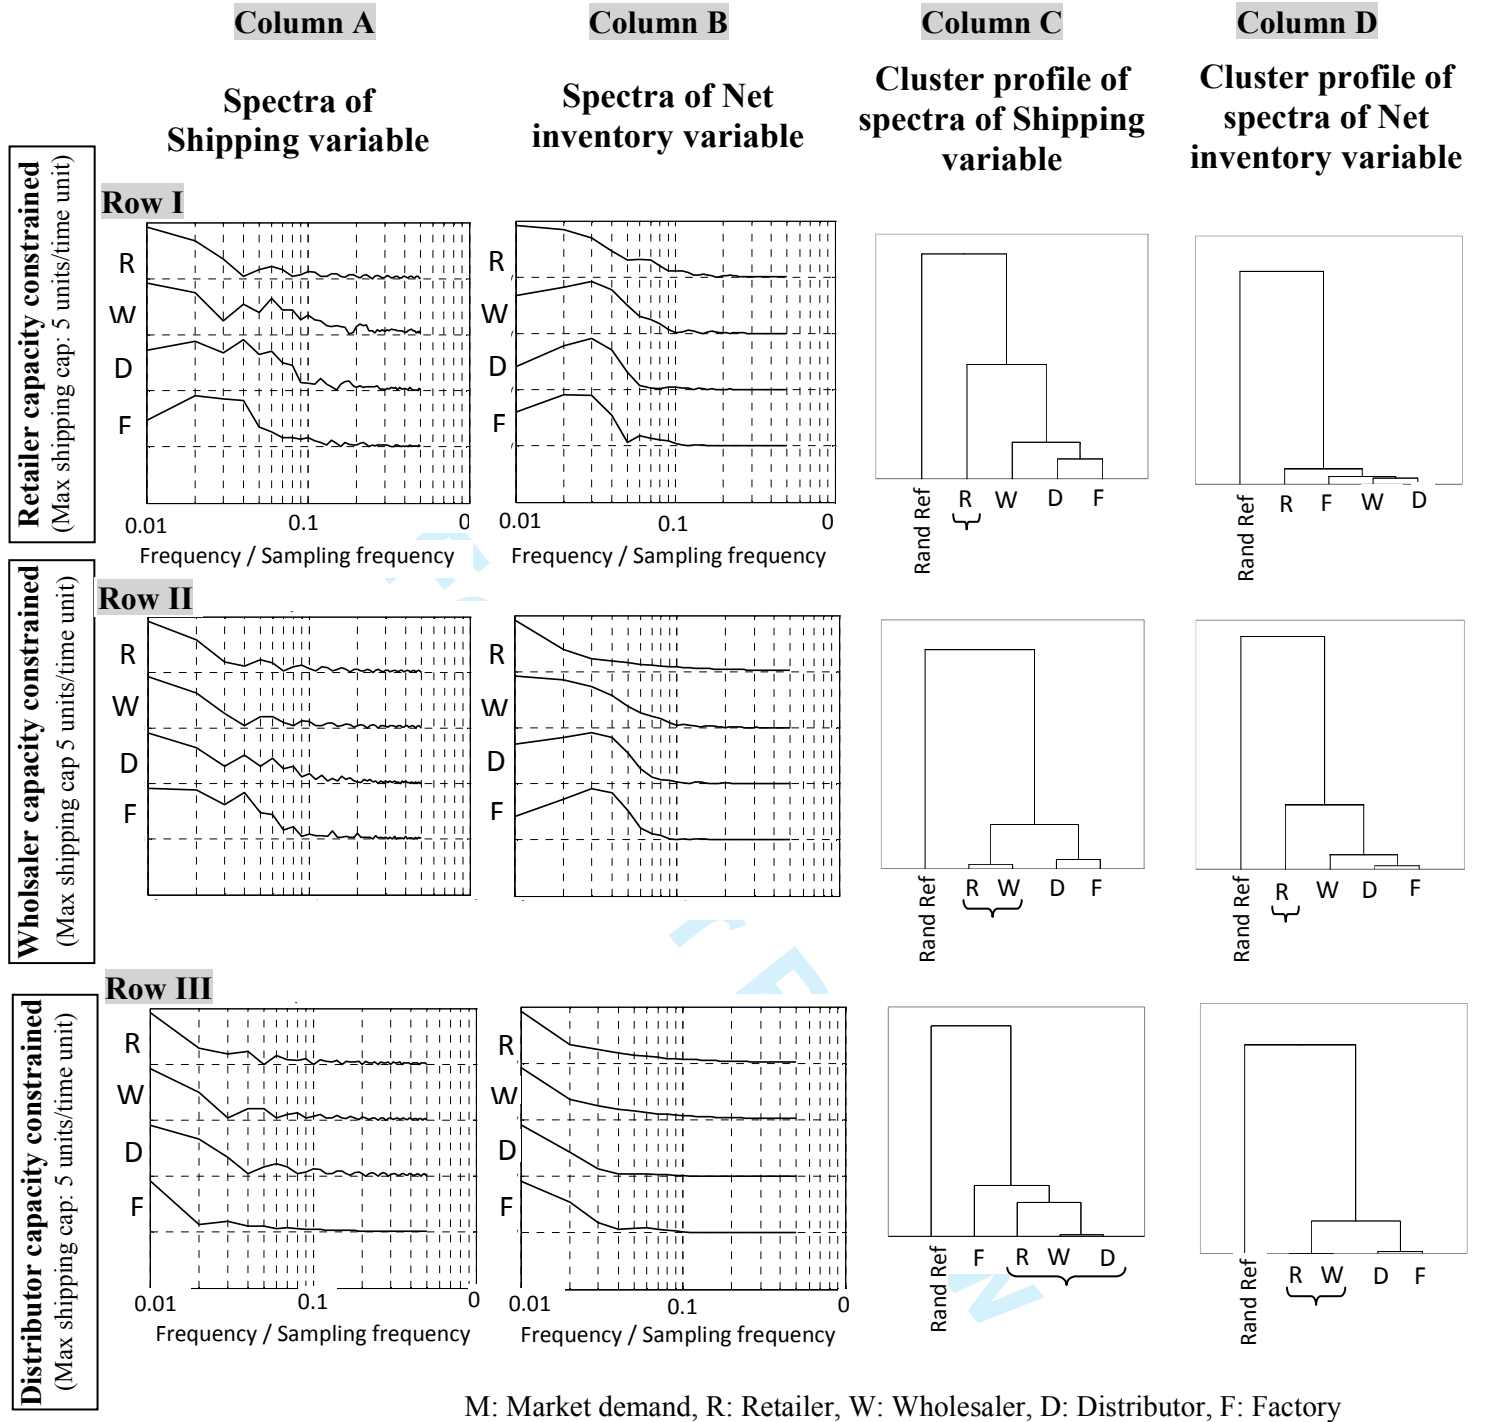 Column A
Column B
Column C
Column D
Spectra of
Shipping variable
Spectra of Net
inventory variable
Cluster profile of
spectra of Shipping
variable
Cluster profile of
spectra of Net
inventory variable
Retailer capacity constrained
(Max shipping cap: 5 units/time unit)
Row I
R
W
D
F
0.01
0.1
0
Frequency / Sampling frequency
R
W
D
F
0.01
0.1
0
Frequency / Sampling frequency
Rand Ref
R
W
D
F
Rand Ref
R
F
W
D
Wholsaler capacity constrained
(Max shipping cap 5 units/time unit)
Row II
R
W
D
F
R
W
D
F
Rand Ref
R
W
D
F
Rand Ref
R
W
D
F
Distributor capacity constrained
(Max shipping cap: 5 units/time unit)
Row III
R
W
D
F
0.01
0.1
0
Frequency / Sampling frequency
R
W
D
F
0.01
0.1
0
Frequency / Sampling frequency
Rand Ref
F
R
W
D
Rand Ref
R
W
D
F
M: Market demand, R: Retailer, W: Wholesaler, D: Distributor, F: Factory